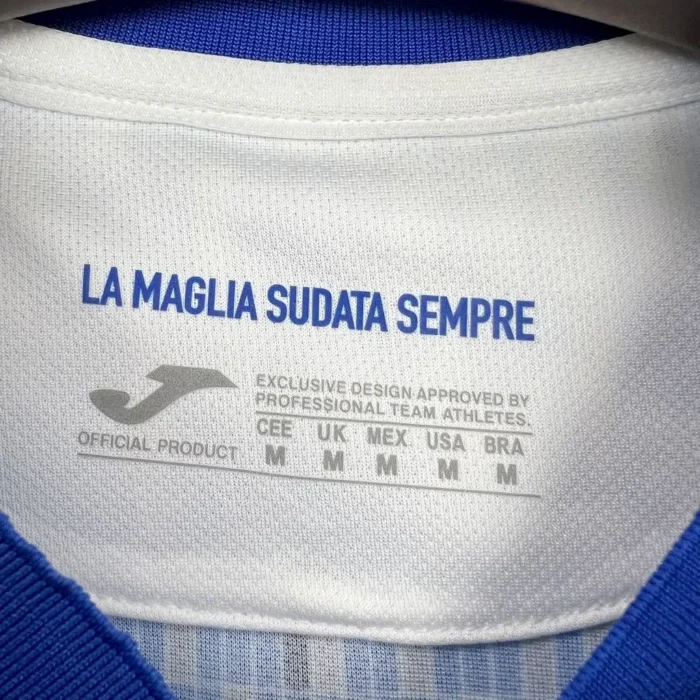 LA MAGLIA SUDATA SEMPRE
EXCLUSIVE DESIGN APPROVED BY
PROFESSIONAL TEAM ATHLETES.
OFFICIAL PRODUCT
CEE UK MEX USA BRA
M M M M M